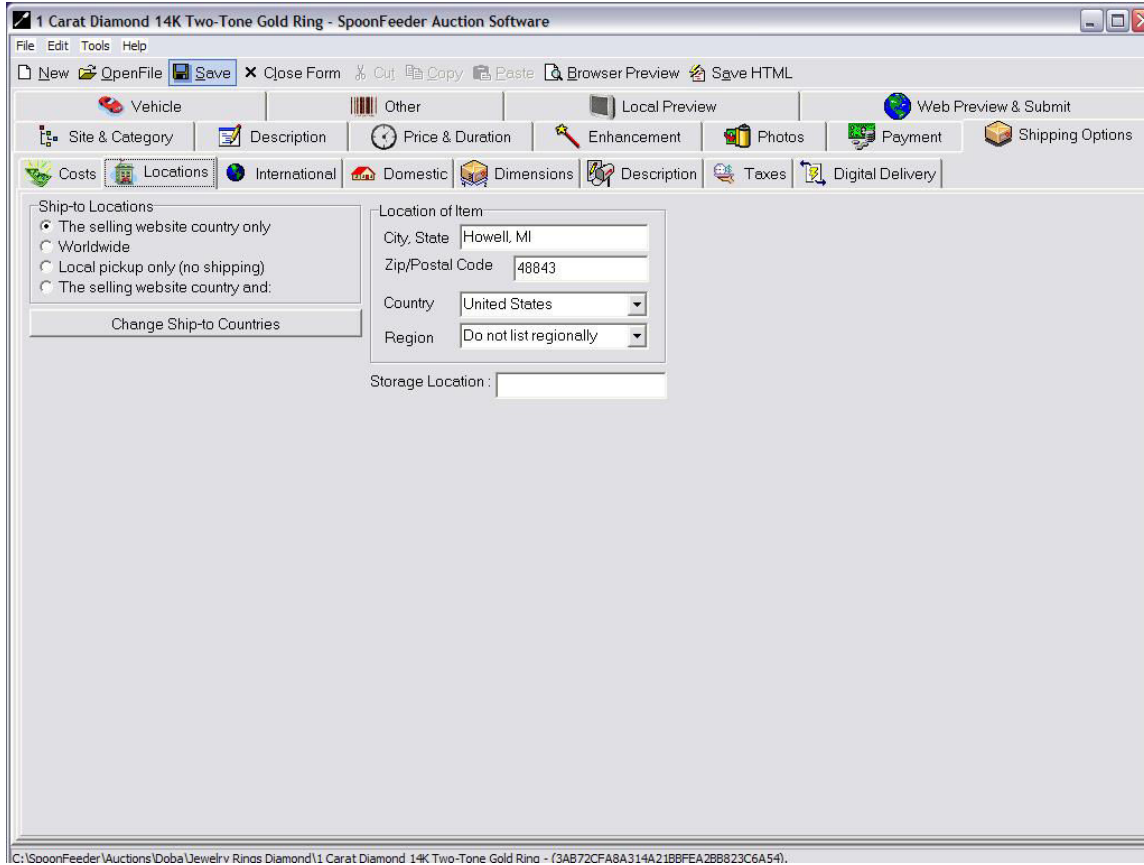 1 Carat Diamond 14K Two-Tone Gold Ring - SpoonFeeder Auction Software
File Edit Tools Help
New OpenFile Save Close Form Cut Copy Paste Browser Preview Save HTML
Vehicle Other Local Preview Web Preview & Submit
Site & Category Description Price & Duration Enhancement Photos Payment Shipping Options
Costs Locations International Domestic Dimensions Description Taxes Digital Delivery
Ship-to Locations
The selling website country only
Worldwide
Local pickup only (no shipping)
The selling website country and:
Change Ship-to Countries
Location of Item
City, State Howell, MI
Zip/Postal Code 48843
Country United States
Region Do not list regionally
Storage Location :
C:\SpoonFeeder\Auctions\Doba\Jewelry Rings Diamond\1 Carat Diamond 14K Two-Tone Gold Ring - (3AB72CFA8A314A21BBFEA2BB823C6A54).